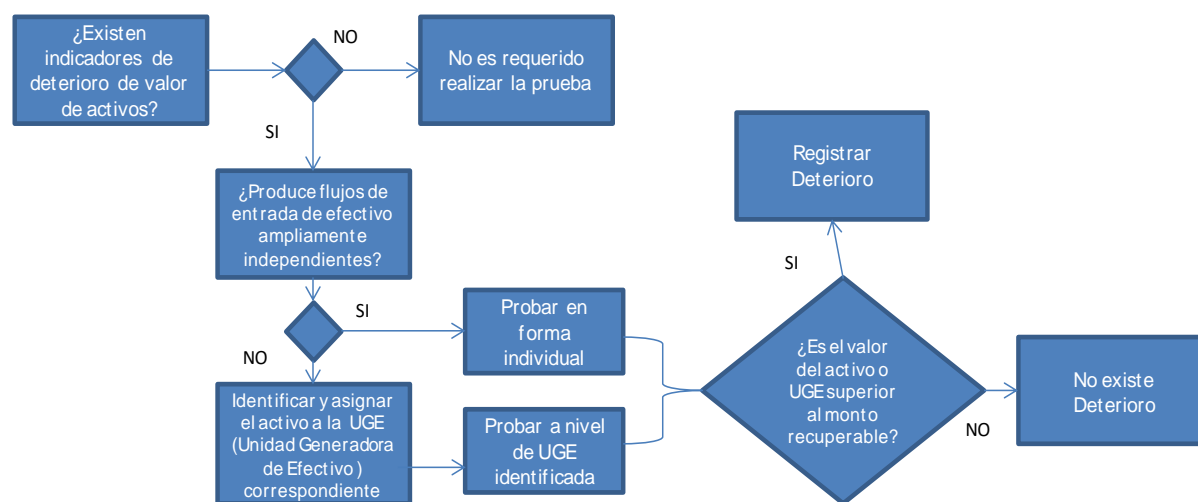 ¿Existen
indicadores de
deterioro de valor
de activos?
NO
No es requerido
realizar la prueba
SI
¿Produce flujos de
entrada de efectivo
ampliamente
independientes?
SI
Probar en
forma
individual
NO
Identificar y asignar
el activo a la UGE
(Unidad Generadora
de Efectivo)
correspondiente
Probar a nivel
de UGE
identificada
¿Es el valor
del activo o
UGE superior
al monto
recuperable?
SI
Registrar
Deterioro
NO
No existe
Deterioro